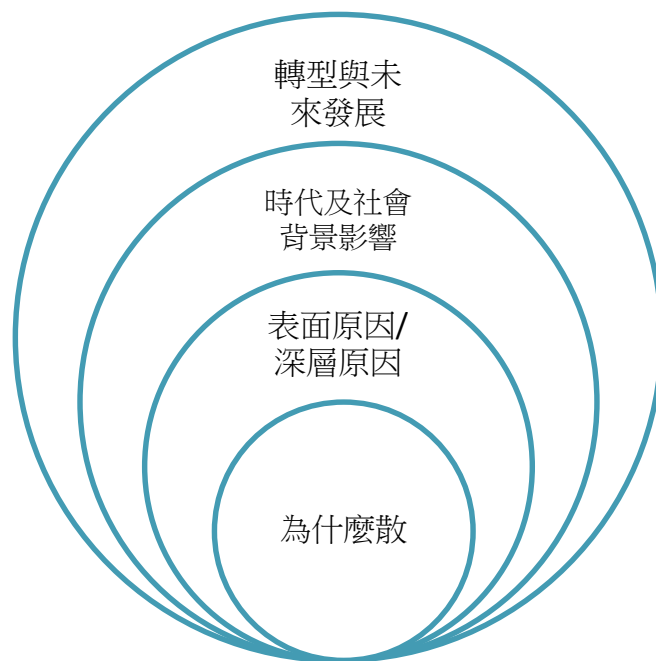 轉型與未
來發展
時代及社會
背景影響
表面原因/
深層原因
為什麼散